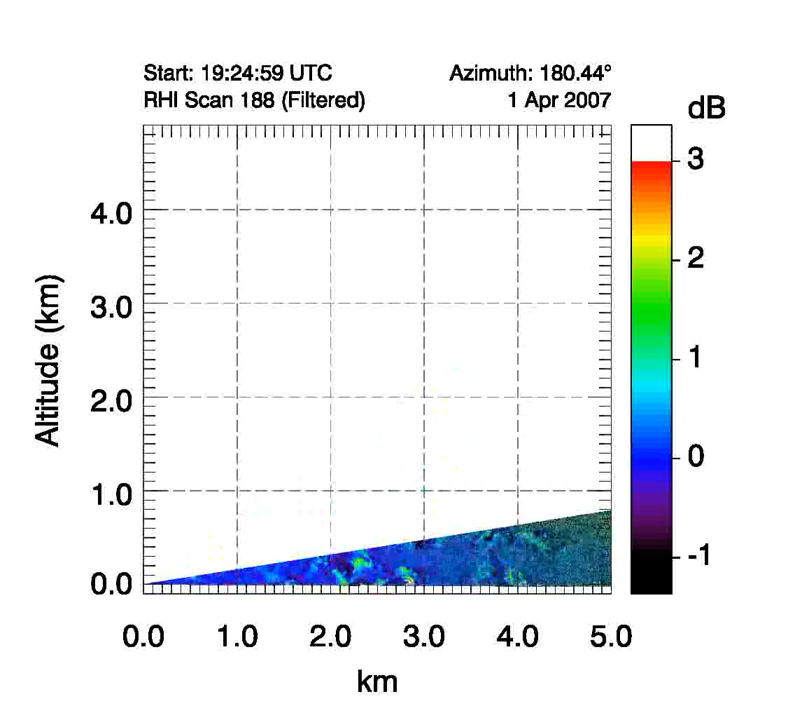 Start: 19:24:59 UTC
Azimuth: 180.44°
RHI Scan 188 (Filtered)
1 Apr 2007
dB
3
2
1
0
-1
4.0
3.0
2.0
1.0
0.0
Altitude (km)
0.0 1.0 2.0 3.0 4.0 5.0
km